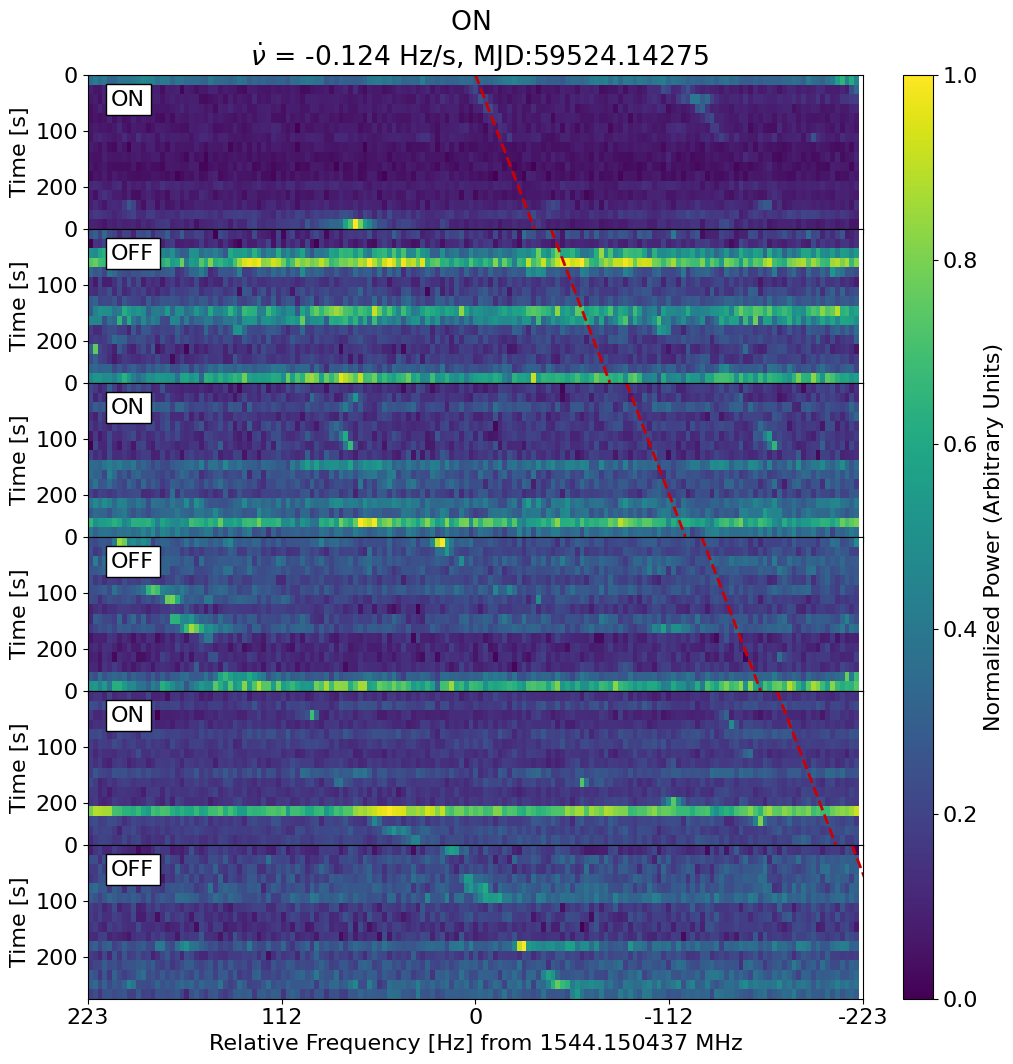 ON
ν̇ = -0.124 Hz/s, MJD:59524.14275
0
ON
Time [s]
100
200
0
OFF
Time [s]
100
200
0
ON
Time [s]
100
200
0
OFF
Time [s]
100
200
0
ON
Time [s]
100
200
0
OFF
Time [s]
100
200
223 112 0 -112 -223
Relative Frequency [Hz] from 1544.150437 MHz
1.0
0.8
0.6
0.4
0.2
0.0
Normalized Power (Arbitrary Units)